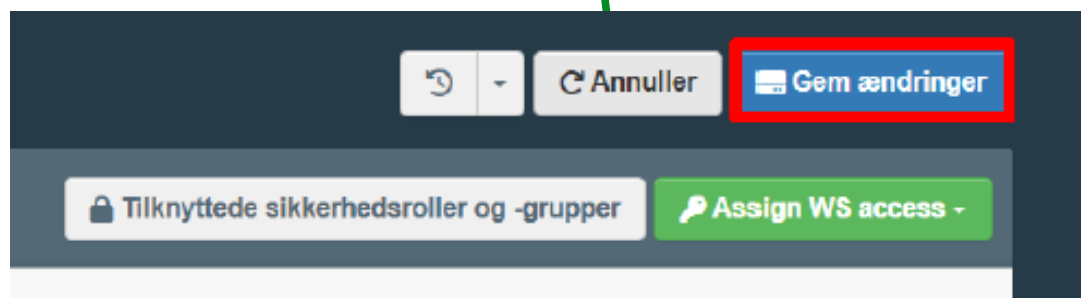 Annuller
Gem ændringer
Tilknyttede sikkerhedsroller og -grupper
Assign WS access